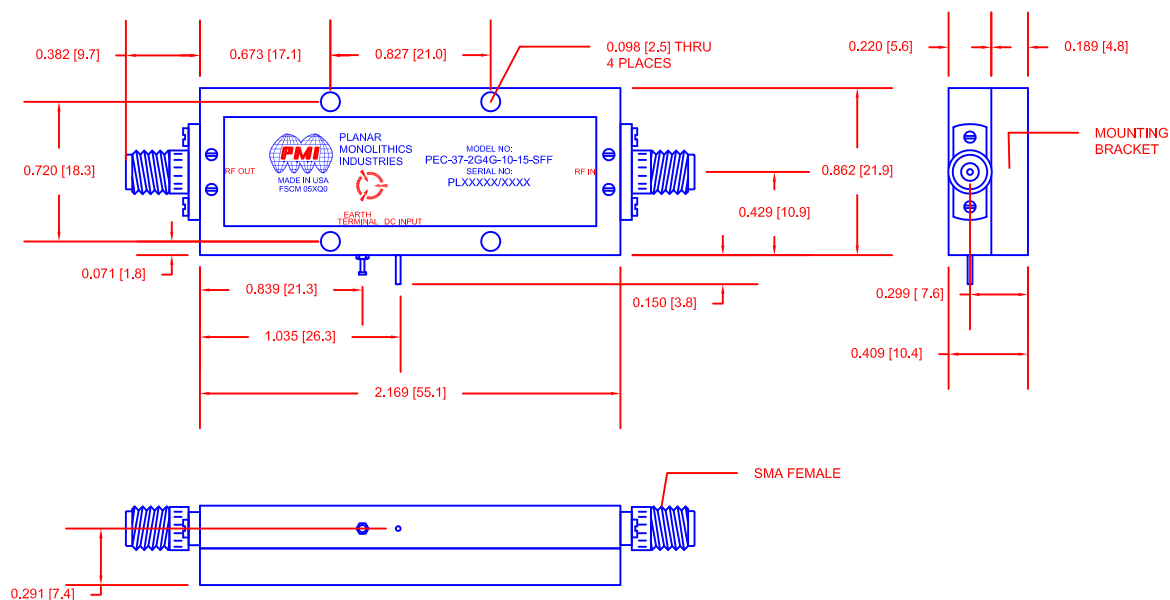 0.382 [9.7]
0.673 [17.1]
0.827 [21.0]
0.098 [2.5] THRU
4 PLACES
0.220 [5.6]
0.189 [4.8]
PMI
MADE IN USA
FSCM 05XQ0
PLANAR
MONOLITHICS
INDUSTRIES
MODEL NO:
PEC-37-2G4G-10-15-SFF
SERIAL NO:
PLXXXXX/XXXX
RF OUT
RF IN
EARTH
TERMINAL DC INPUT
0.720 [18.3]
0.862 [21.9]
MOUNTING
BRACKET
0.429 [10.9]
0.071 [1.8]
0.839 [21.3]
0.150 [3.8]
0.299 [ 7.6]
1.035 [26.3]
0.409 [10.4]
2.169 [55.1]
SMA FEMALE
0.291 [7.4]